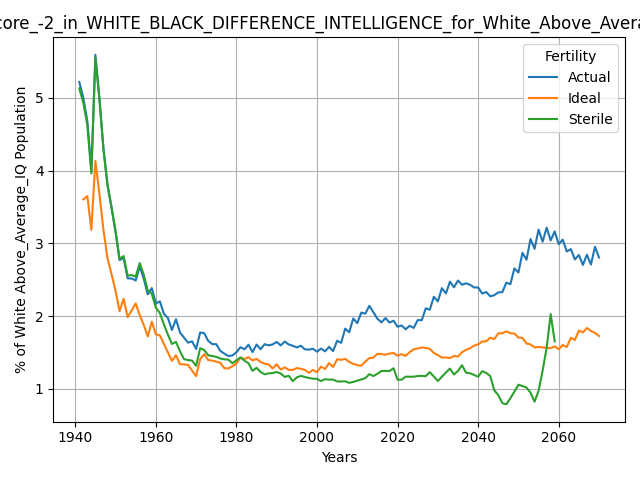 core_-2_in_WHITE_BLACK_DIFFERENCE_INTELLIGENCE_for_White_Above_Avera
% of White Above_Average_IQ Population
5
4
3
2
1
Fertility
Actual
Ideal
Sterile
1940
1960
1980
2000
2020
2040
2060
Years